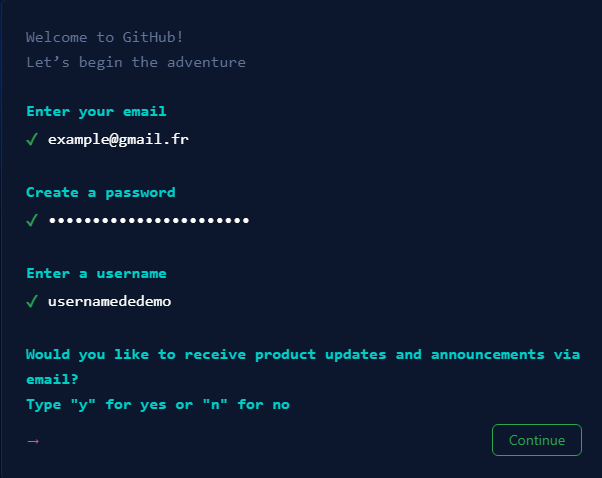 Welcome to GitHub!
Let’s begin the adventure
Enter your email
✓ example@gmail.fr
Create a password
✓ •••••••••••••••••••••••
Enter a username
✓ usernamededemo
Would you like to receive product updates and announcements via
email?
Type "y" for yes or "n" for no
→ Continue